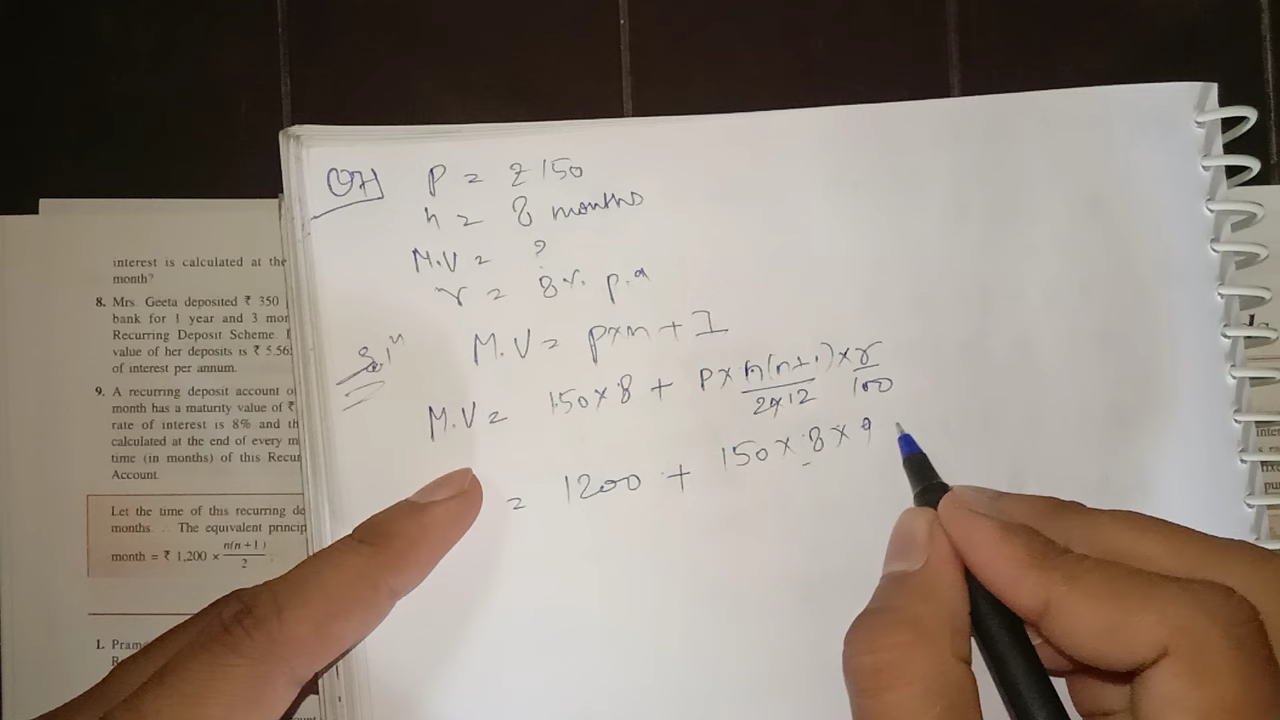 Q7)
P = ₹150
n = 8 months
M.V = ?
r = 8% p.a
Solⁿ
M.V = P×n + I
M.V = 150×8 + P× n(n+1) / 2×12 × r / 100
= 1200 + 150×8×9
interest is calculated at the
month?
8. Mrs. Geeta deposited ₹ 350
bank for 1 year and 3 mon
Recurring Deposit Scheme.
value of her deposits is ₹ 5,56
of interest per annum.
9. A recurring deposit account o
month has a maturity value of ₹
rate of interest is 8% and th
calculated at the end of every m
time (in months) of this Recur
Account.
Let the time of this recurring de
months. ∴ The equivalent princip
month = ₹ 1,200 × n(n+1) / 2
1. Pram